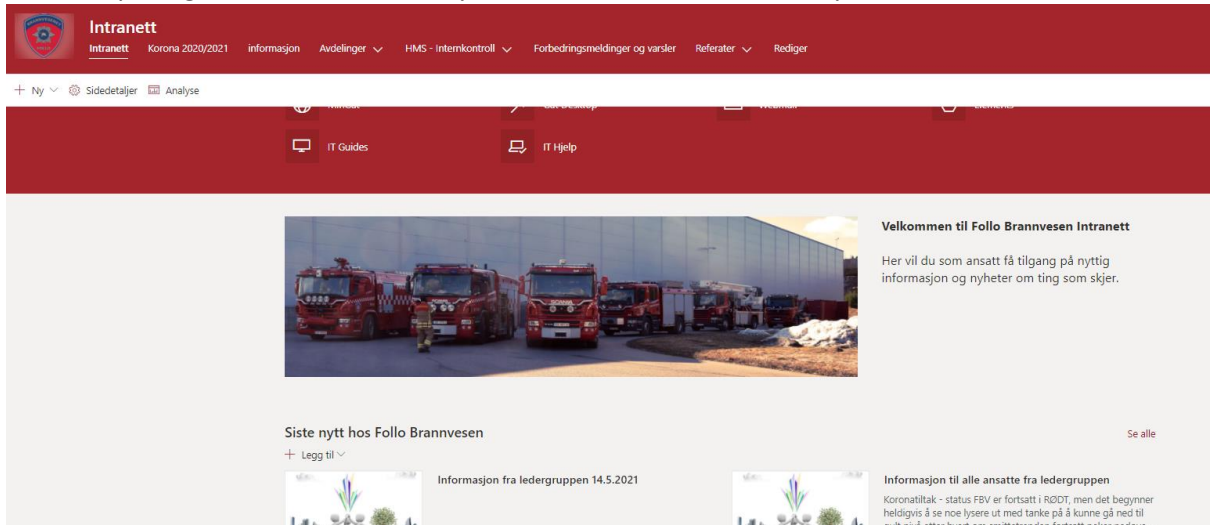 Intranett
Intranett Korona 2020/2021 informasjon Avdelinger HMS - Internkontroll Forbedringsmeldinger og varsler Referater Rediger
+ Ny Sidedetaljer Analyse
IT Guides IT Hjelp
Velkommen til Follo Brannvesen Intranett
Her vil du som ansatt få tilgang på nyttig
informasjon og nyheter om ting som skjer.
Siste nytt hos Follo Brannvesen
Se alle
+ Legg til
Informasjon fra ledergruppen 14.5.2021
Informasjon til alle ansatte fra ledergruppen
Koronatiltak - status FBV er fortsatt i RØDT, men det begynner
heldigvis å se noe lysere ut med tanke på å kunne gå ned til